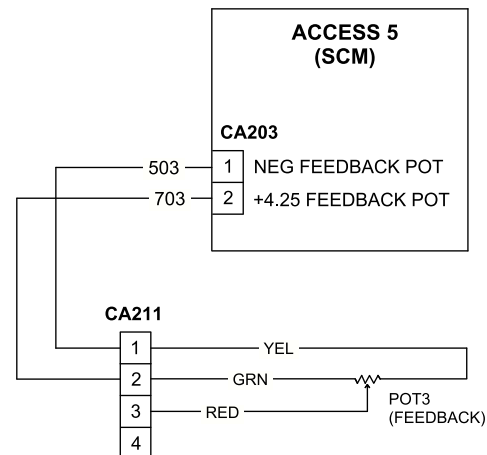 ACCESS 5
(SCM)
CA203
503 1 NEG FEEDBACK POT
703 2 +4.25 FEEDBACK POT
CA211
1 YEL
2 GRN
3 RED
4
POT3
(FEEDBACK)